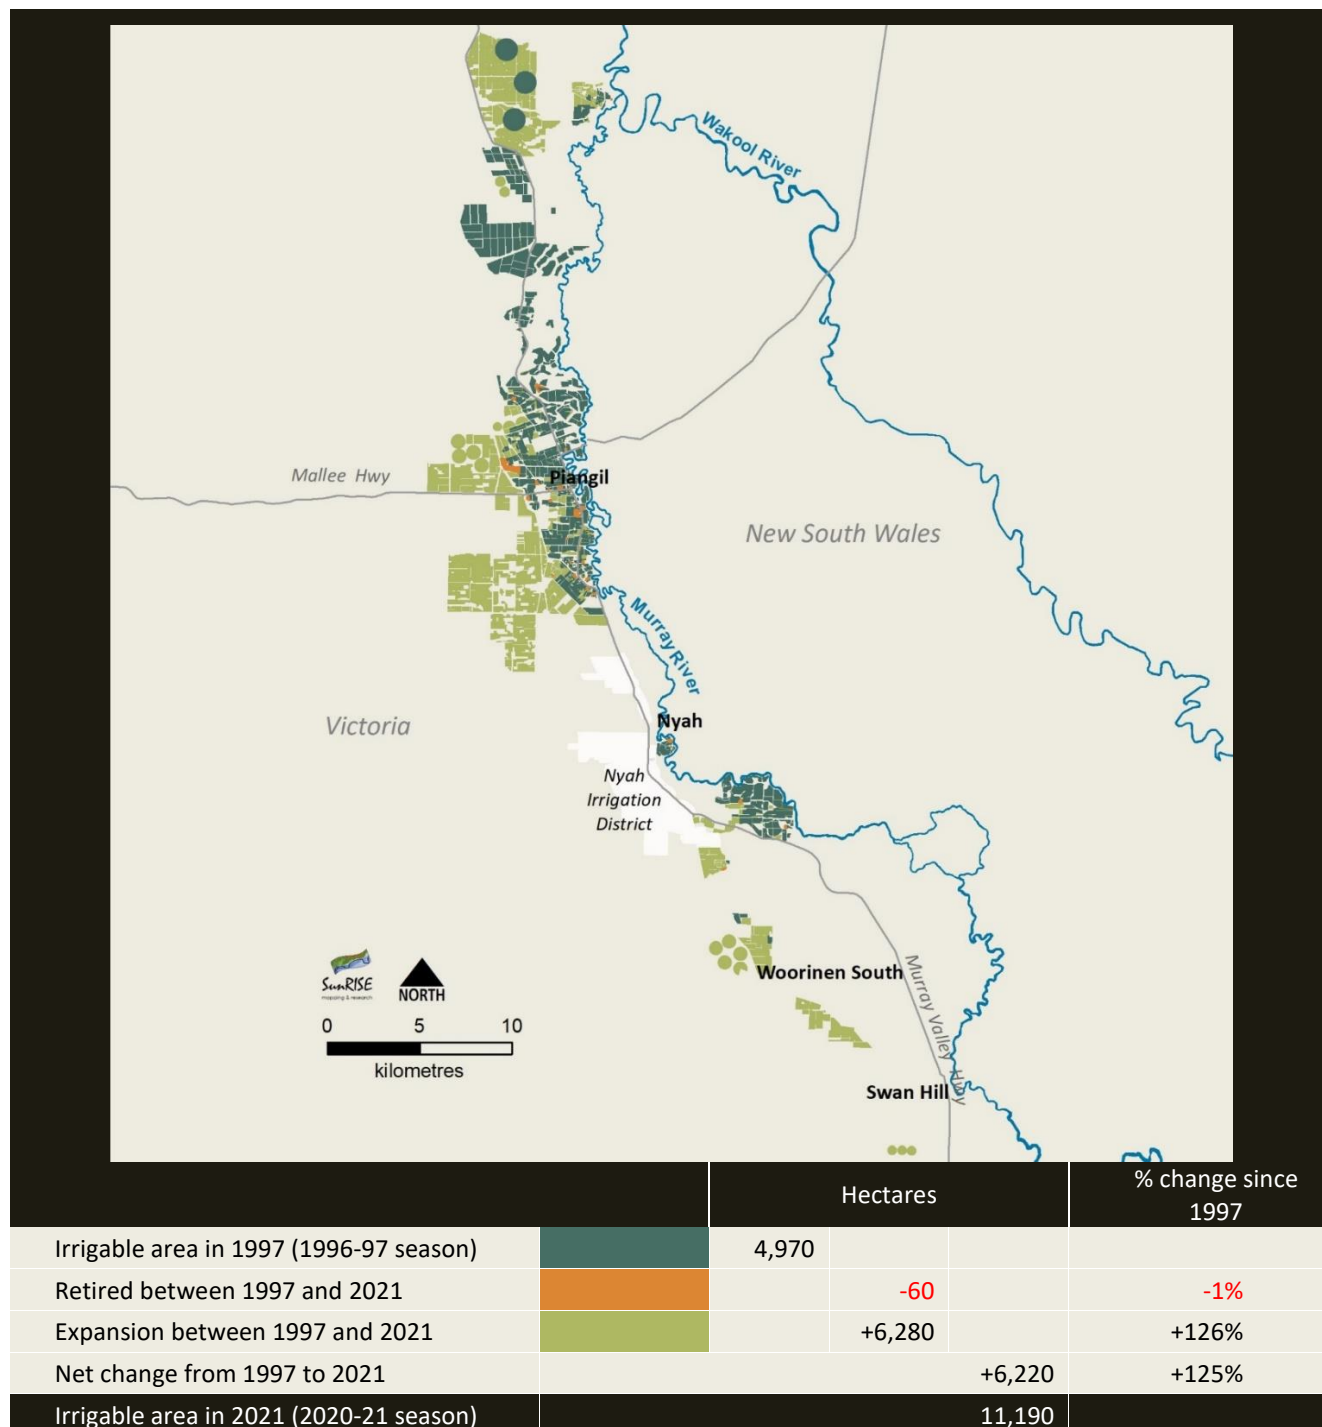 Wakool River
Mallee Hwy
Piangil
New South Wales
Murray River
Victoria
Nyah
Nyah
Irrigation
District
SunRISE
mapping & research
NORTH
Woorinen South
Murray Valley Hwy
0 5 10
kilometres
Swan Hill
Hectares % change since
1997
Irrigable area in 1997 (1996-97 season) 4,970
Retired between 1997 and 2021 -60 -1%
Expansion between 1997 and 2021 +6,280 +126%
Net change from 1997 to 2021 +6,220 +125%
Irrigable area in 2021 (2020-21 season) 11,190